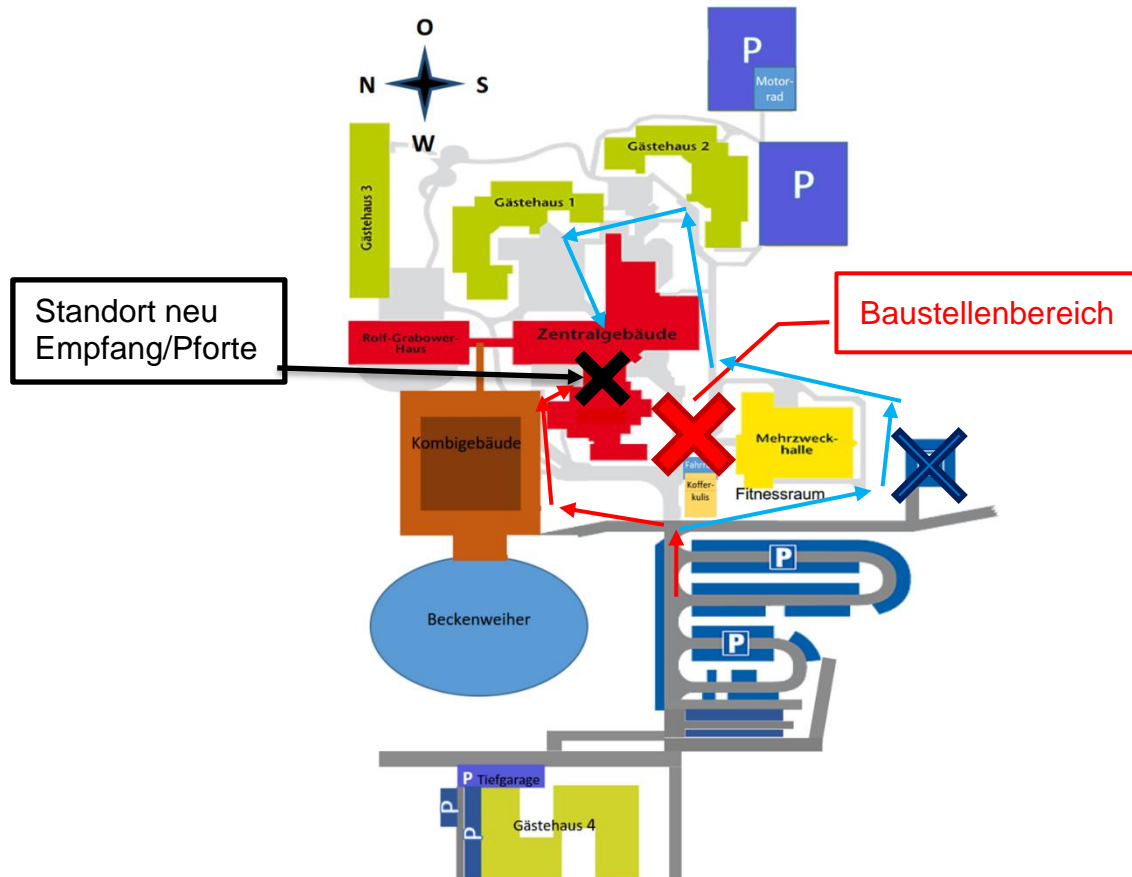 O
N
S
W
P
Motor-
rad
P
Gästehaus 2
Gästehaus 1
Gästehaus 3
Standort neu
Empfang/Pforte
Baustellenbereich
Zentralgebäude
Rolf-Grabower-
Haus
Kombigebäude
Mehrzweck-
halle
Fahrr
Koffer-
kulis
Fitnessraum
P
Beckenweiher
P
P Tiefgarage
P
P
Gästehaus 4